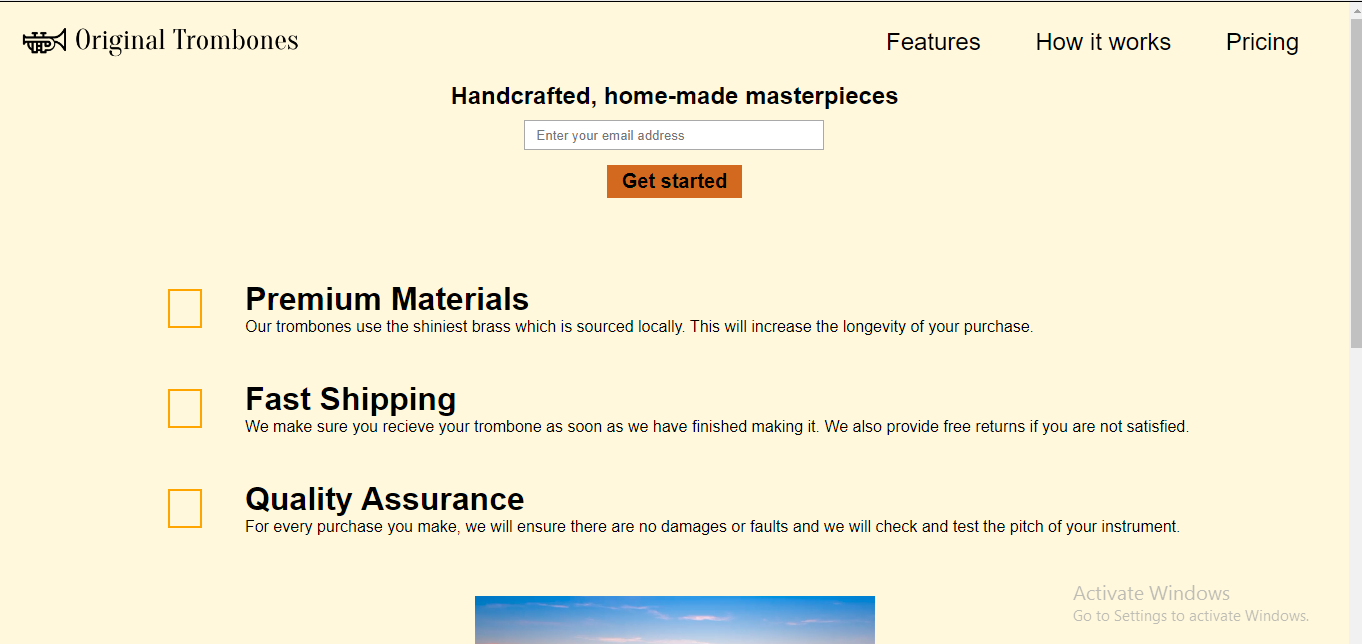 Original Trombones
Features
How it works
Pricing
Handcrafted, home-made masterpieces
Enter your email address
Get started
Premium Materials
Our trombones use the shiniest brass which is sourced locally. This will increase the longevity of your purchase.
Fast Shipping
We make sure you recieve your trombone as soon as we have finished making it. We also provide free returns if you are not satisfied.
Quality Assurance
For every purchase you make, we will ensure there are no damages or faults and we will check and test the pitch of your instrument.
Activate Windows
Go to Settings to activate Windows.